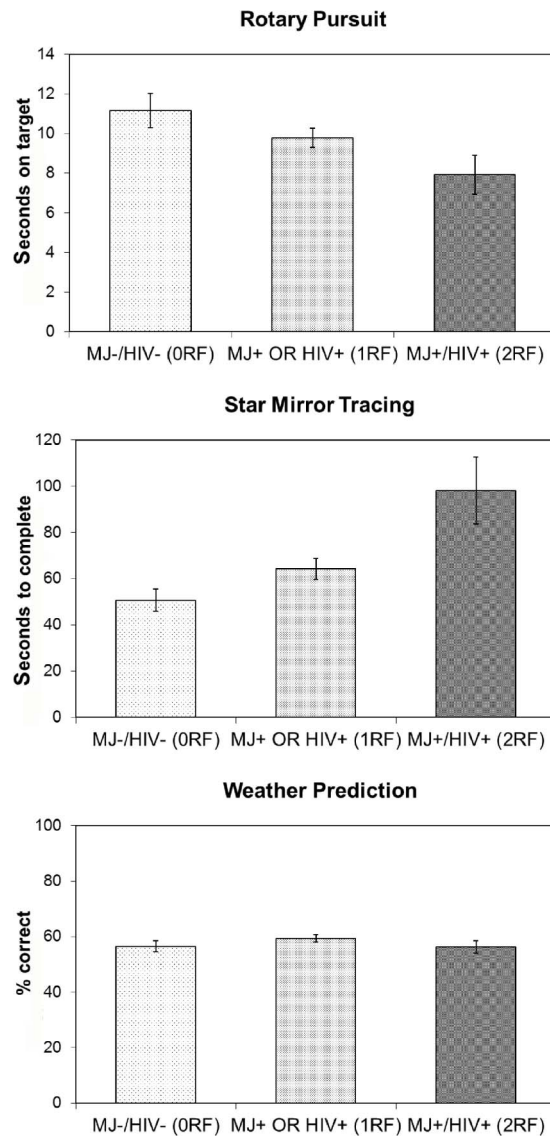 Rotary Pursuit
Seconds on target
14
12
10
8
6
4
2
0
MJ-/HIV- (0RF) MJ+ OR HIV+ (1RF) MJ+/HIV+ (2RF)
Star Mirror Tracing
Seconds to complete
120
100
80
60
40
20
0
MJ-/HIV- (0RF) MJ+ OR HIV+ (1RF) MJ+/HIV+ (2RF)
Weather Prediction
% correct
100
80
60
40
20
0
MJ-/HIV- (0RF) MJ+ OR HIV+ (1RF) MJ+/HIV+ (2RF)